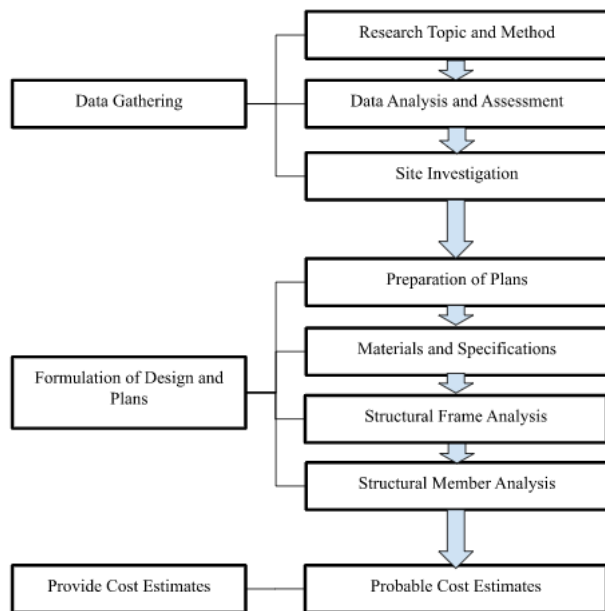 Research Topic and Method
Data Gathering
Data Analysis and Assessment
Site Investigation
Preparation of Plans
Materials and Specifications
Formulation of Design and
Plans
Structural Frame Analysis
Structural Member Analysis
Provide Cost Estimates
Probable Cost Estimates